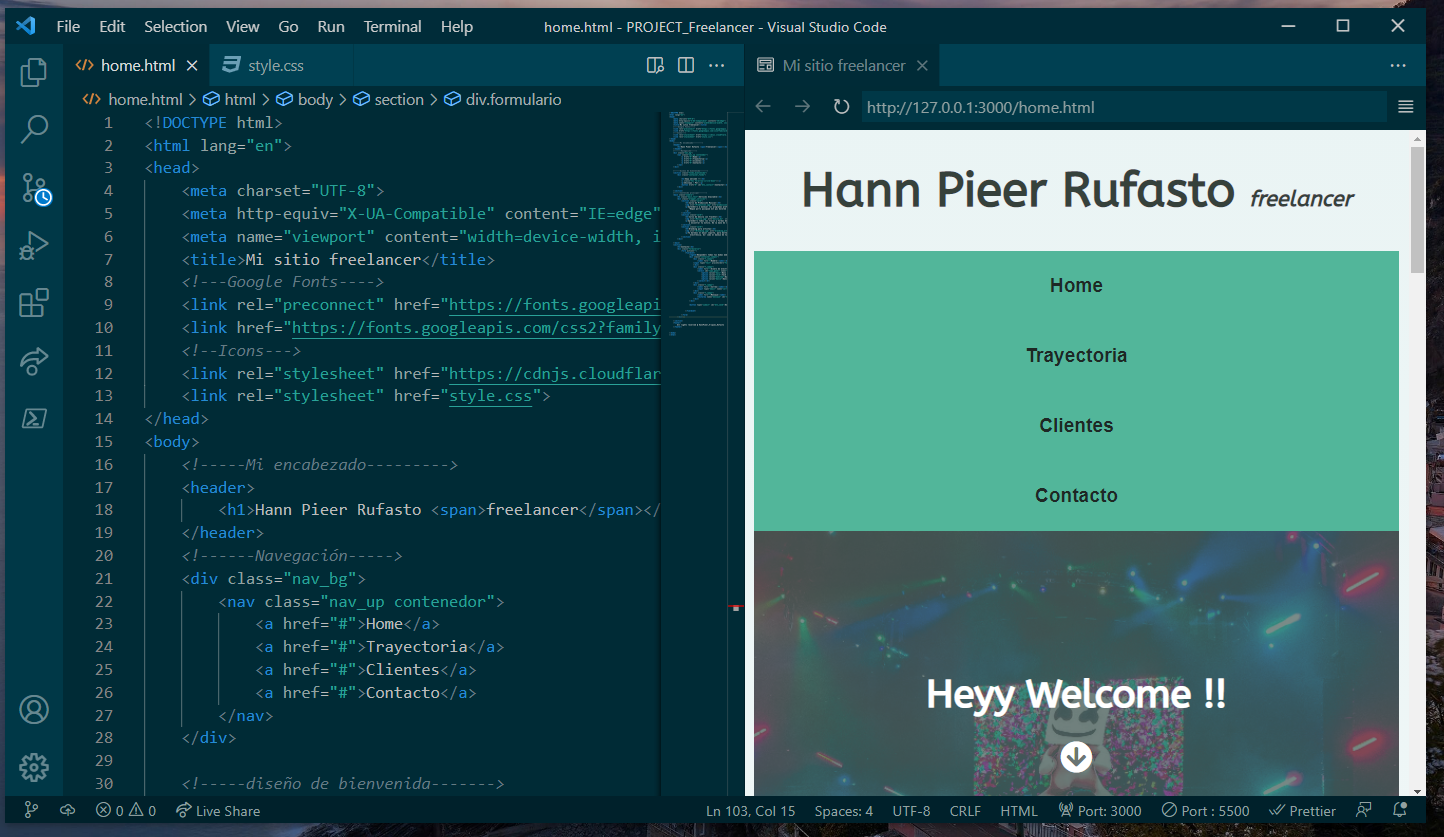 File Edit Selection View Go Run Terminal Help home.html - PROJECT_Freelancer - Visual Studio Code
home.html style.css
home.html > html > body > section > div.formulario
1 <!DOCTYPE html>
2 <html lang="en">
3 <head>
4 <meta charset="UTF-8">
5 <meta http-equiv="X-UA-Compatible" content="IE=edge"
6 <meta name="viewport" content="width=device-width, i
7 <title>Mi sitio freelancer</title>
8 <!---Google Fonts---->
9 <link rel="preconnect" href="https://fonts.googleapi
10 <link href="https://fonts.googleapis.com/css2?family
11 <!--Icons--->
12 <link rel="stylesheet" href="https://cdnjs.cloudflar
13 <link rel="stylesheet" href="style.css">
14 </head>
15 <body>
16 <!-----Mi encabezado--------->
17 <header>
18 <h1>Hann Pieer Rufasto <span>freelancer</span></
19 </header>
20 <!------Navegación----->
21 <div class="nav_bg">
22 <nav class="nav_up contenedor">
23 <a href="#">Home</a>
24 <a href="#">Trayectoria</a>
25 <a href="#">Clientes</a>
26 <a href="#">Contacto</a>
27 </nav>
28 </div>
29
30 <!-----diseño de bienvenida------->
Mi sitio freelancer
http://127.0.0.1:3000/home.html
Hann Pieer Rufasto freelancer
Home
Trayectoria
Clientes
Contacto
Heyy Welcome !!
0 0 Live Share Ln 103, Col 15 Spaces: 4 UTF-8 CRLF HTML Port: 3000 Port : 5500 Prettier